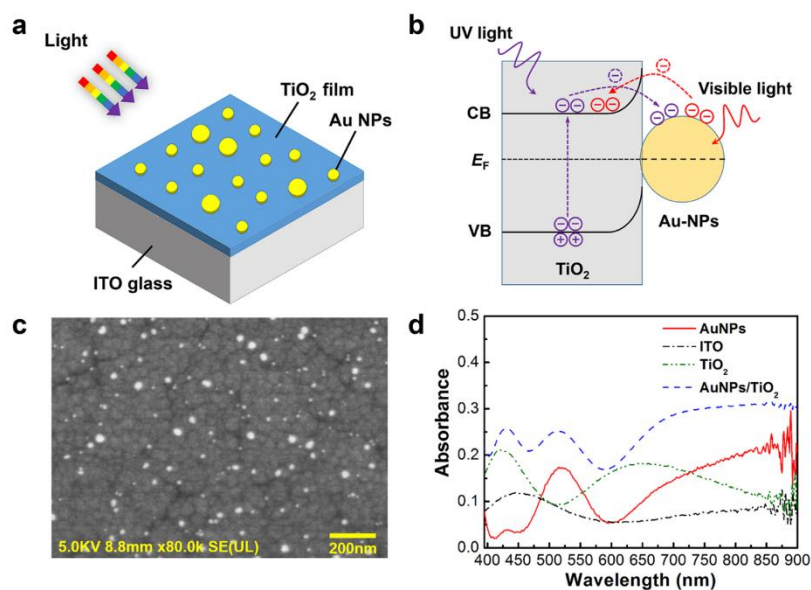 a
Light
TiO₂ film
Au NPs
ITO glass
b
UV light
Visible light
CB
E_F
VB
Au-NPs
TiO₂
c
5.0KV 8.8mm x80.0k SE(UL)
200nm
d
0.5
0.4
0.3
0.2
0.1
0.0
Absorbance
AuNPs
ITO
TiO₂
AuNPs/TiO₂
400 450 500 550 600 650 700 750 800 850 900
Wavelength (nm)